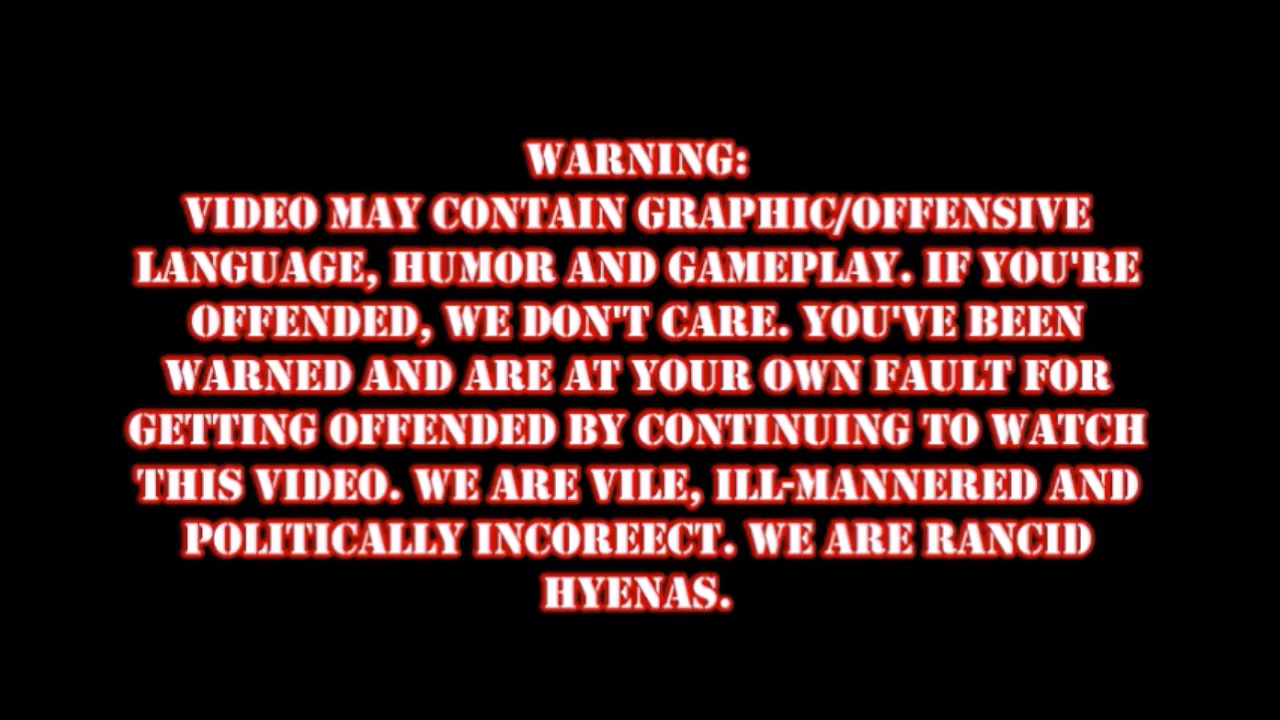 WARNING:
VIDEO MAY CONTAIN GRAPHIC/OFFENSIVE
LANGUAGE, HUMOR AND GAMEPLAY. IF YOU'RE
OFFENDED, WE DON'T CARE. YOU'VE BEEN
WARNED AND ARE AT YOUR OWN FAULT FOR
GETTING OFFENDED BY CONTINUING TO WATCH
THIS VIDEO. WE ARE VILE, ILL-MANNERED AND
POLITICALLY INCOREECT. WE ARE RANCID
HYENAS.